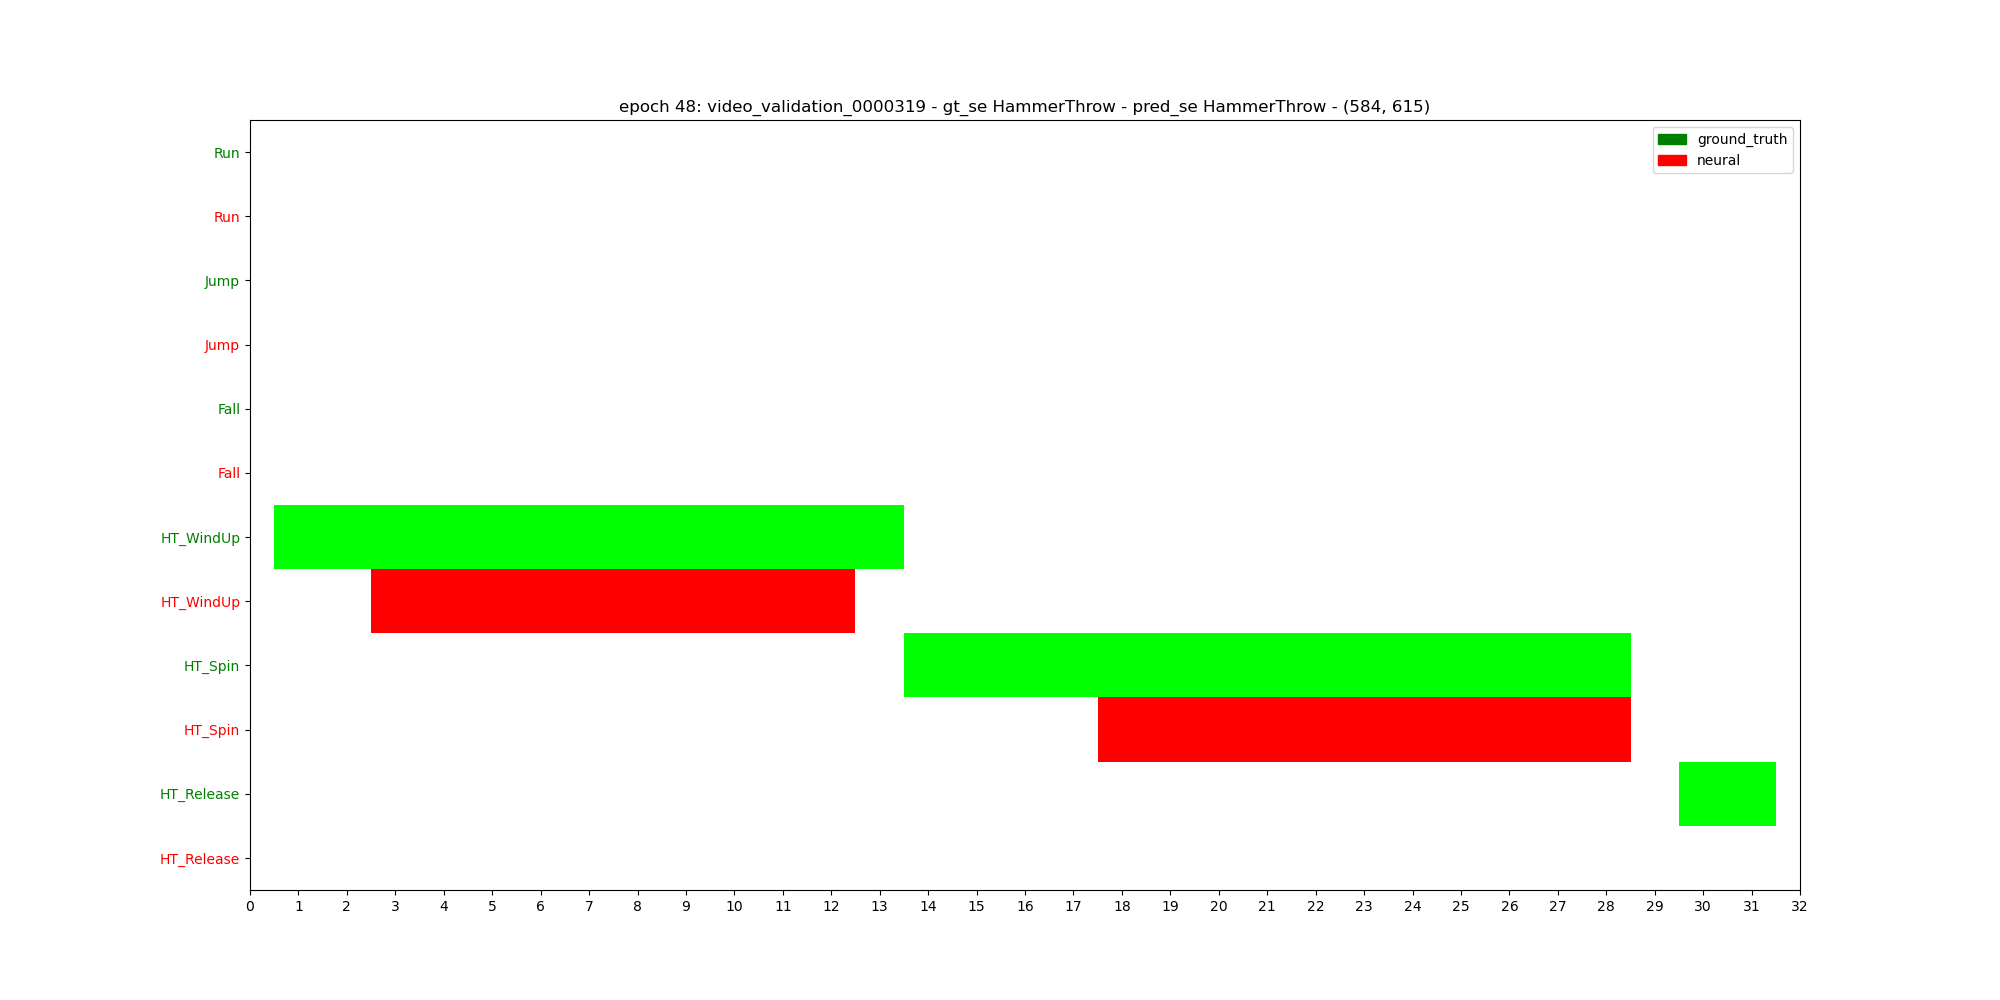 epoch 48: video_validation_0000319 - gt_se HammerThrow - pred_se HammerThrow - (584, 615)
ground_truth
neural
Run
Run
Jump
Jump
Fall
Fall
HT_WindUp
HT_WindUp
HT_Spin
HT_Spin
HT_Release
HT_Release
0 1 2 3 4 5 6 7 8 9 10 11 12 13 14 15 16 17 18 19 20 21 22 23 24 25 26 27 28 29 30 31 32